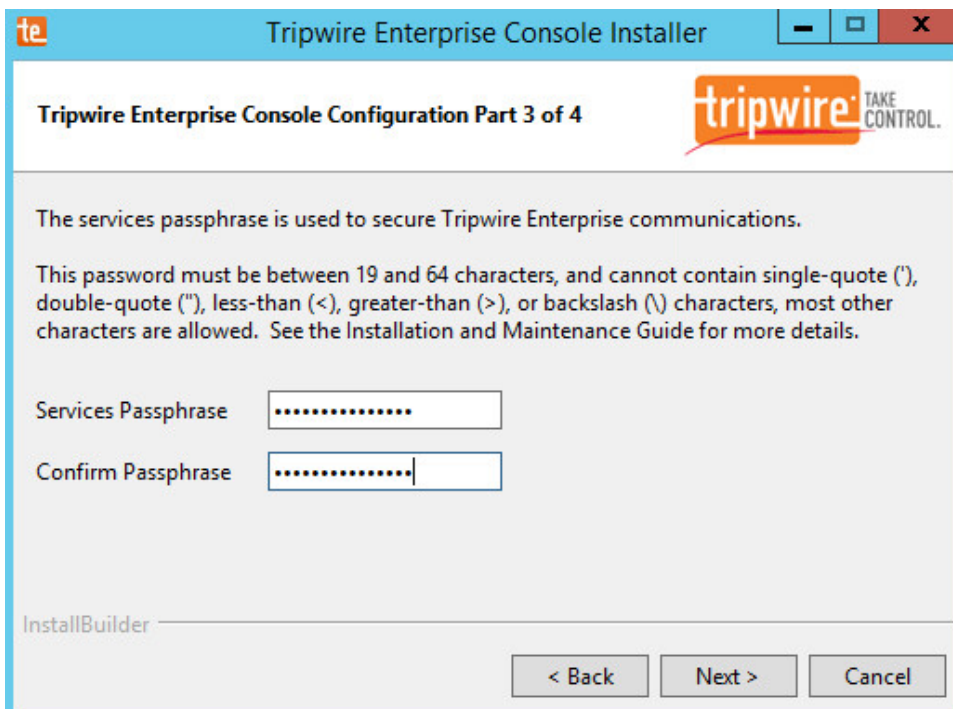 te
Tripwire Enterprise Console Installer
Tripwire Enterprise Console Configuration Part 3 of 4
tripwire TAKE CONTROL.
The services passphrase is used to secure Tripwire Enterprise communications.
This password must be between 19 and 64 characters, and cannot contain single-quote ('),
double-quote ("), less-than (<), greater-than (>), or backslash (\) characters, most other
characters are allowed.  See the Installation and Maintenance Guide for more details.
Services Passphrase •••••••••••••••
Confirm Passphrase •••••••••••••••
InstallBuilder
< Back Next > Cancel